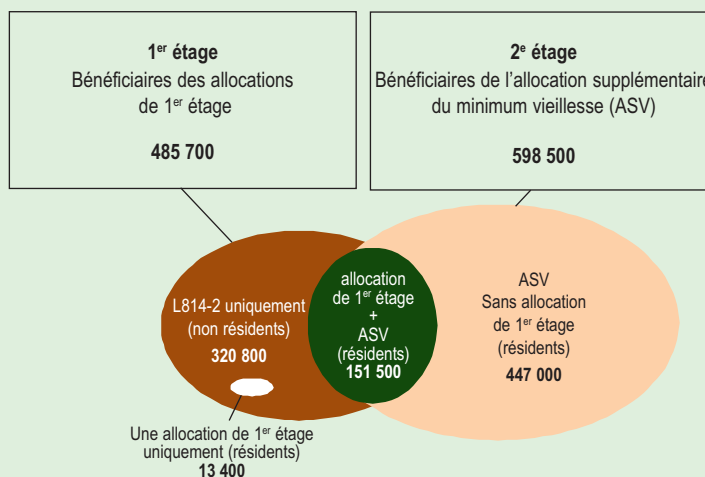 1er étage
Bénéficiaires des allocations
de 1er étage
485 700
2e étage
Bénéficiaires de l’allocation supplémentaire
du minimum vieillesse (ASV)
598 500
L814-2 uniquement
(non résidents)
320 800
allocation
de 1er étage
+
ASV
(résidents)
151 500
ASV
Sans allocation
de 1er étage
(résidents)
447 000
Une allocation de 1er étage
uniquement (résidents)
13 400